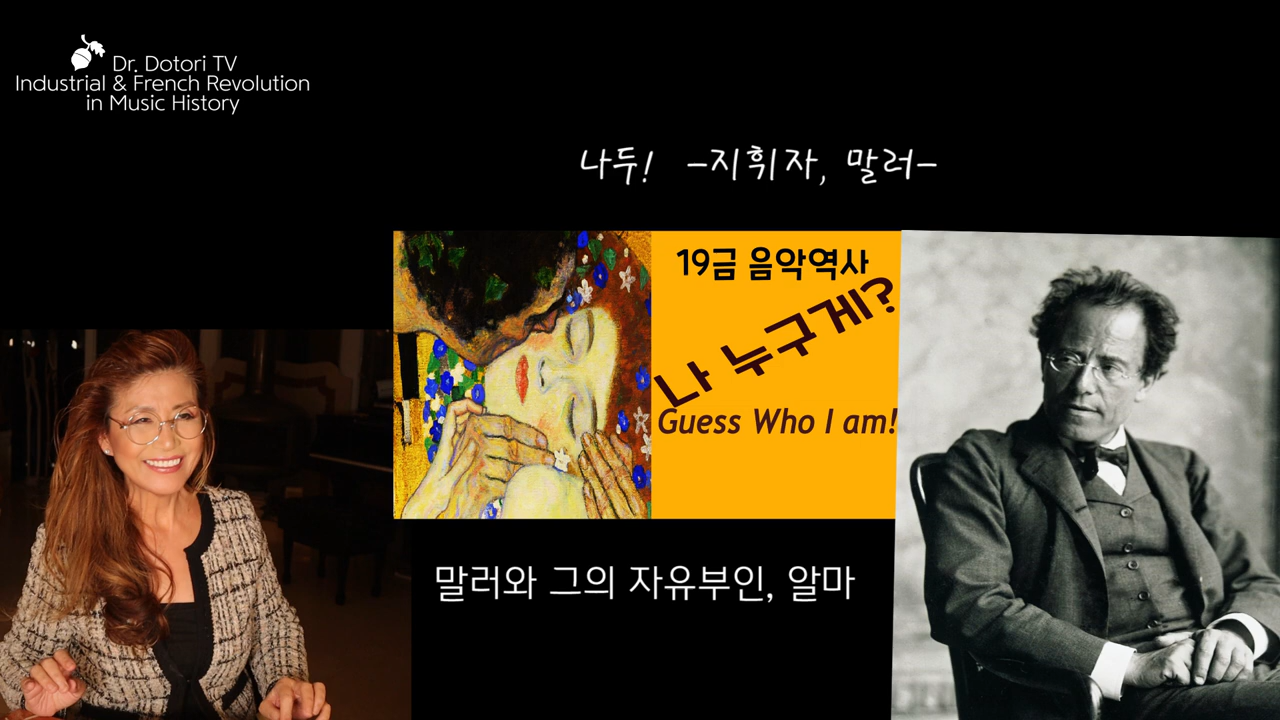 Dr. Dotori TV
Industrial & French Revolution
in Music History
나두! -지휘자, 말러-
19금 음악역사
나 누구게?
Guess Who I am!
말러와 그의 자유부인, 알마